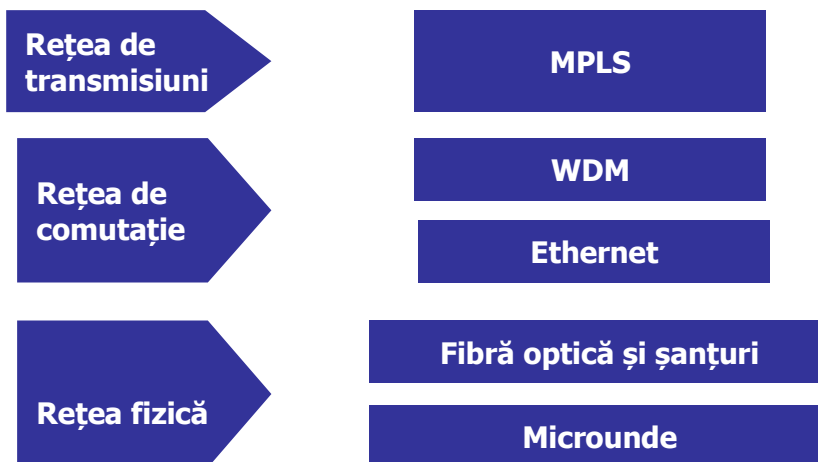 Rețea de
transmisiuni
MPLS
Rețea de
comutație
WDM
Ethernet
Rețea fizică
Fibră optică și șanțuri
Microunde